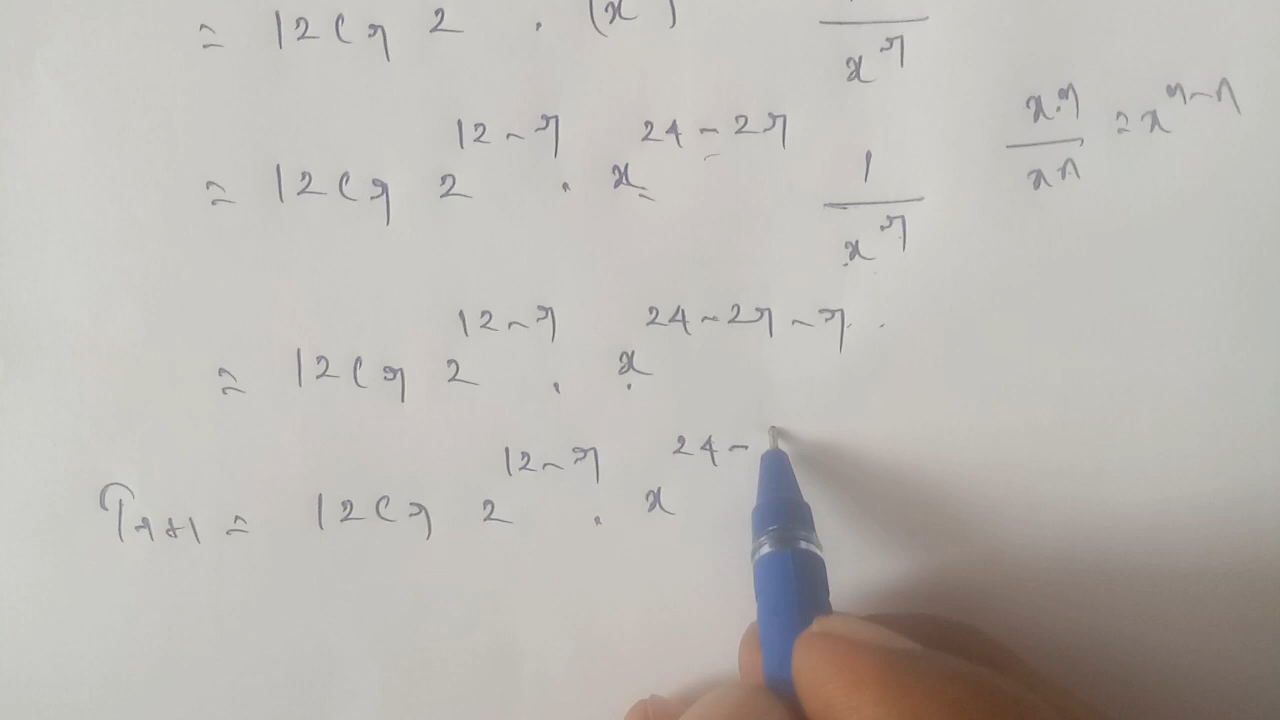 = 12Cr 2 . (x ) 1/x^r
= 12Cr 2^12-r . x^24-2r 1/x^r
x^m/x^n = x^m-n
= 12Cr 2^12-r . x^24-2r-r
Tr+1 = 12Cr 2^12-r . x^24-